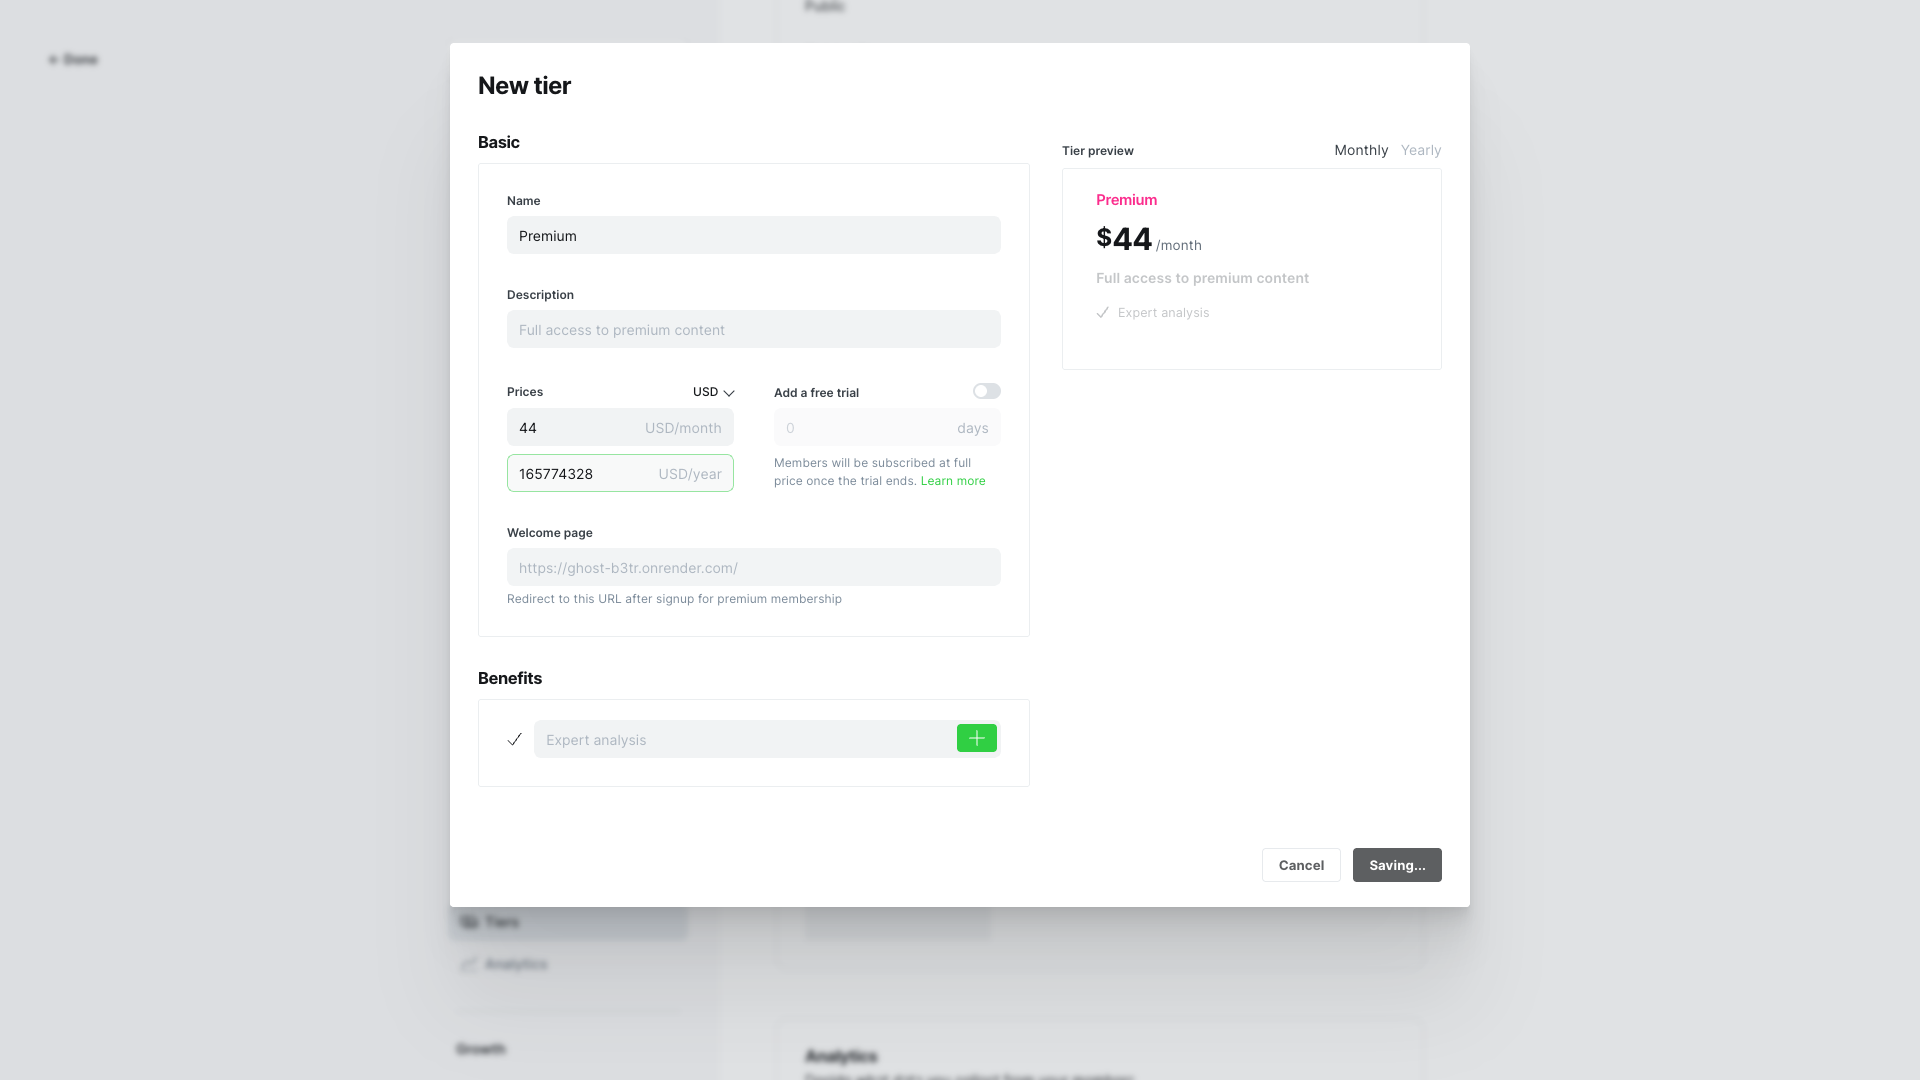 Public
Done
New tier
Basic
Name
Premium
Description
Full access to premium content
Prices
USD
44 USD/month
165774328 USD/year
Add a free trial
0 days
Members will be subscribed at full
price once the trial ends. Learn more
Welcome page
https://ghost-b3tr.onrender.com/
Redirect to this URL after signup for premium membership
Benefits
Expert analysis
Tier preview
Monthly Yearly
Premium
$44 /month
Full access to premium content
Expert analysis
Cancel
Saving...
Tiers
Analytics
Growth
Analytics